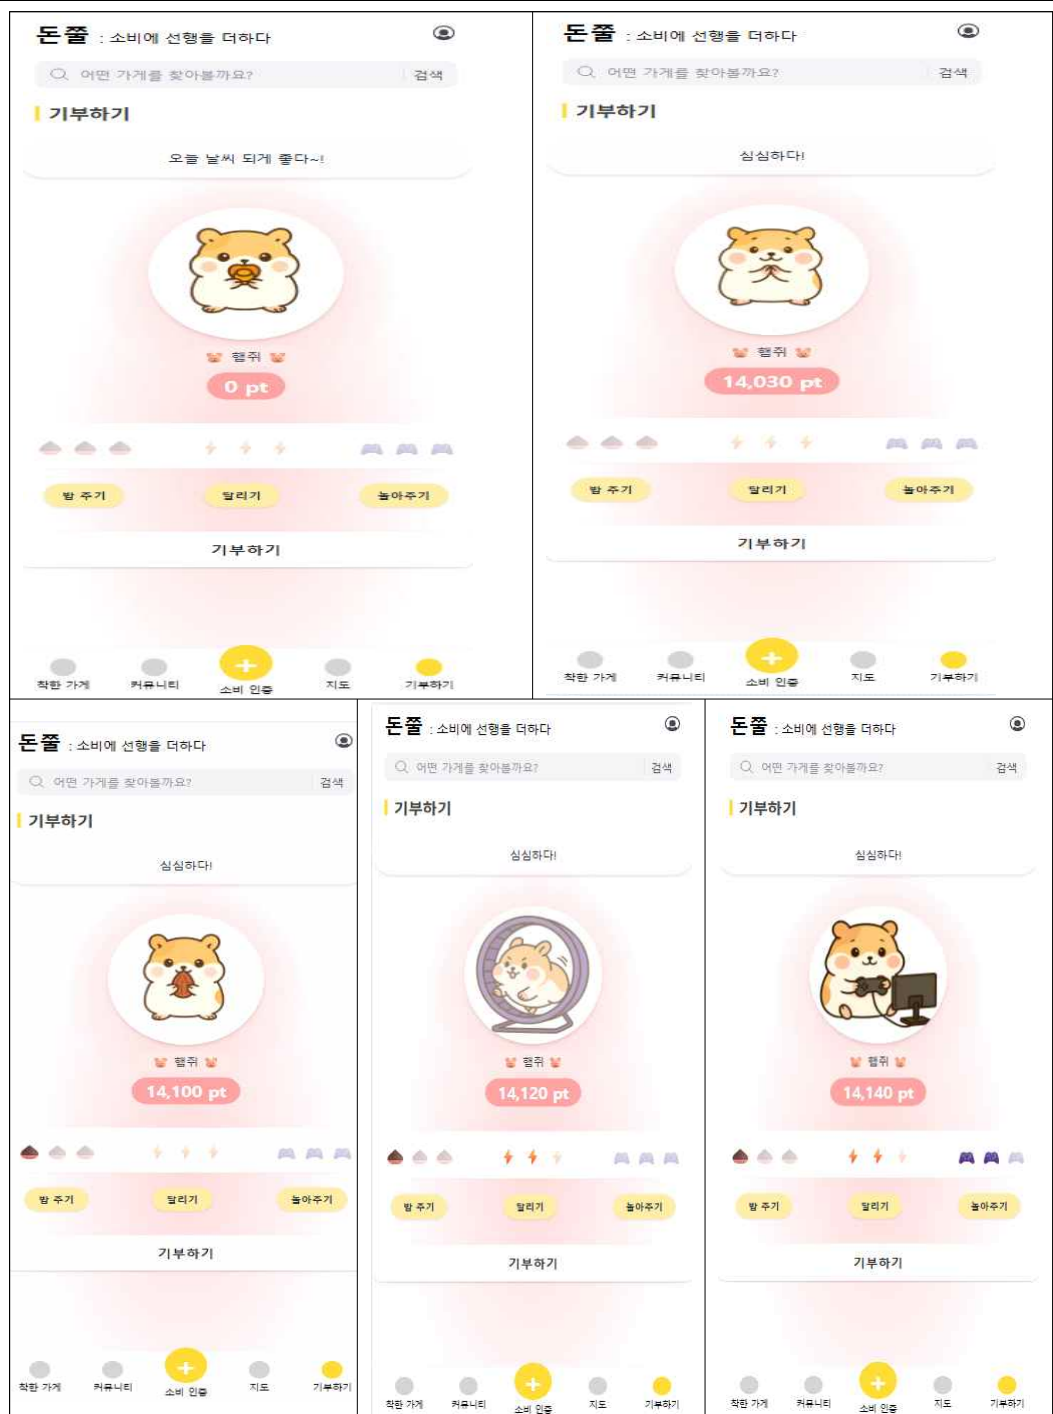 돈쭐 : 소비에 선행을 더하다
어떤 가게를 찾아볼까요? 검색
기부하기
오늘 날씨 되게 좋다~!
햄쥐
0 pt
밥 주기 달리기 놀아주기
기부하기
착한 가게 커뮤니티 소비 인증 지도 기부하기
돈쭐 : 소비에 선행을 더하다
어떤 가게를 찾아볼까요? 검색
기부하기
심심하다!
햄쥐
14,030 pt
밥 주기 달리기 놀아주기
기부하기
착한 가게 커뮤니티 소비 인증 지도 기부하기
돈쭐 : 소비에 선행을 더하다
어떤 가게를 찾아볼까요? 검색
기부하기
심심하다!
햄쥐
14,100 pt
밥 주기 달리기 놀아주기
기부하기
착한 가게 커뮤니티 소비 인증 지도 기부하기
돈쭐 : 소비에 선행을 더하다
어떤 가게를 찾아볼까요? 검색
기부하기
심심하다!
햄쥐
14,120 pt
밥 주기 달리기 놀아주기
기부하기
착한 가게 커뮤니티 소비 인증 지도 기부하기
돈쭐 : 소비에 선행을 더하다
어떤 가게를 찾아볼까요? 검색
기부하기
심심하다!
햄쥐
14,140 pt
밥 주기 달리기 놀아주기
기부하기
착한 가게 커뮤니티 소비 인증 지도 기부하기